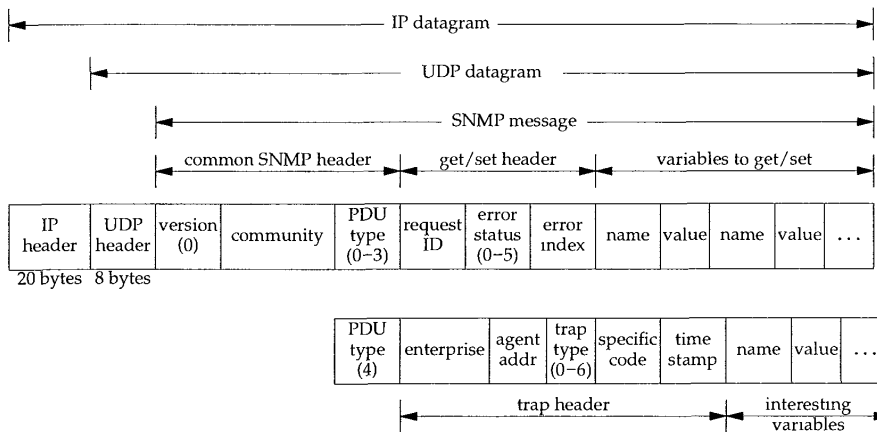 IP datagram
UDP datagram
SNMP message
common SNMP header
get/set header
variables to get/set
IP header
UDP header
version (0)
community
PDU type (0-3)
request ID
error status (0-5)
error index
name
value
name
value
...
20 bytes
8 bytes
PDU type (4)
enterprise
agent addr
trap type (0-6)
specific code
time stamp
name
value
...
trap header
interesting variables